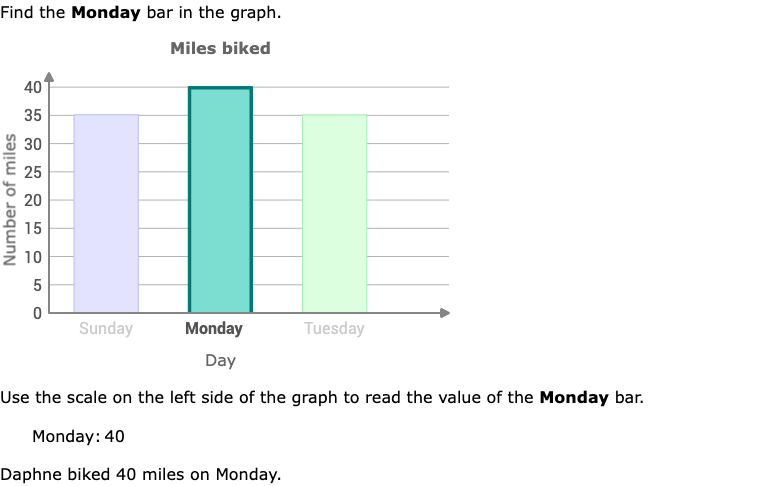 Find the Monday bar in the graph.
Miles biked
Number of miles
40
35
30
25
20
15
10
5
0
Sunday Monday Tuesday
Day
Use the scale on the left side of the graph to read the value of the Monday bar.
Monday: 40
Daphne biked 40 miles on Monday.